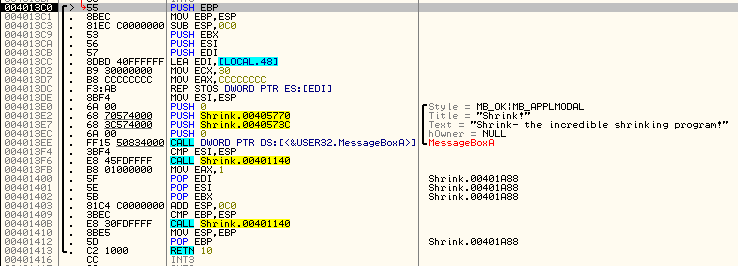 INT3
004013C0 55 PUSH EBP
004013C1 . 8BEC MOV EBP,ESP
004013C3 . 81EC C0000000 SUB ESP,0C0
004013C9 . 53 PUSH EBX
004013CA . 56 PUSH ESI
004013CB . 57 PUSH EDI
004013CC . 8DBD 40FFFFFF LEA EDI,[LOCAL.48]
004013D2 . B9 30000000 MOV ECX,30
004013D7 . B8 CCCCCCCC MOV EAX,CCCCCCCC
004013DC . F3:AB REP STOS DWORD PTR ES:[EDI]
004013DE . 8BF4 MOV ESI,ESP
004013E0 . 6A 00 PUSH 0 Style = MB_OK|MB_APPLMODAL
004013E2 . 68 70574000 PUSH Shrink.00405770 Title = "Shrink!"
004013E7 . 68 3C574000 PUSH Shrink.0040573C Text = "Shrink- the incredible shrinking program!"
004013EC . 6A 00 PUSH 0 hOwner = NULL
004013EE . FF15 50834000 CALL DWORD PTR DS:[<&USER32.MessageBoxA>] MessageBoxA
004013F4 . 3BF4 CMP ESI,ESP
004013F6 . E8 45FDFFFF CALL Shrink.00401140
004013FB . B8 01000000 MOV EAX,1
00401400 . 5F POP EDI Shrink.00401A88
00401401 . 5E POP ESI Shrink.00401A88
00401402 . 5B POP EBX Shrink.00401A88
00401403 . 81C4 C0000000 ADD ESP,0C0
00401409 . 3BEC CMP EBP,ESP
0040140B . E8 30FDFFFF CALL Shrink.00401140
00401410 . 8BE5 MOV ESP,EBP
00401412 . 5D POP EBP Shrink.00401A88
00401413 . C2 1000 RETN 10
00401416 CC INT3